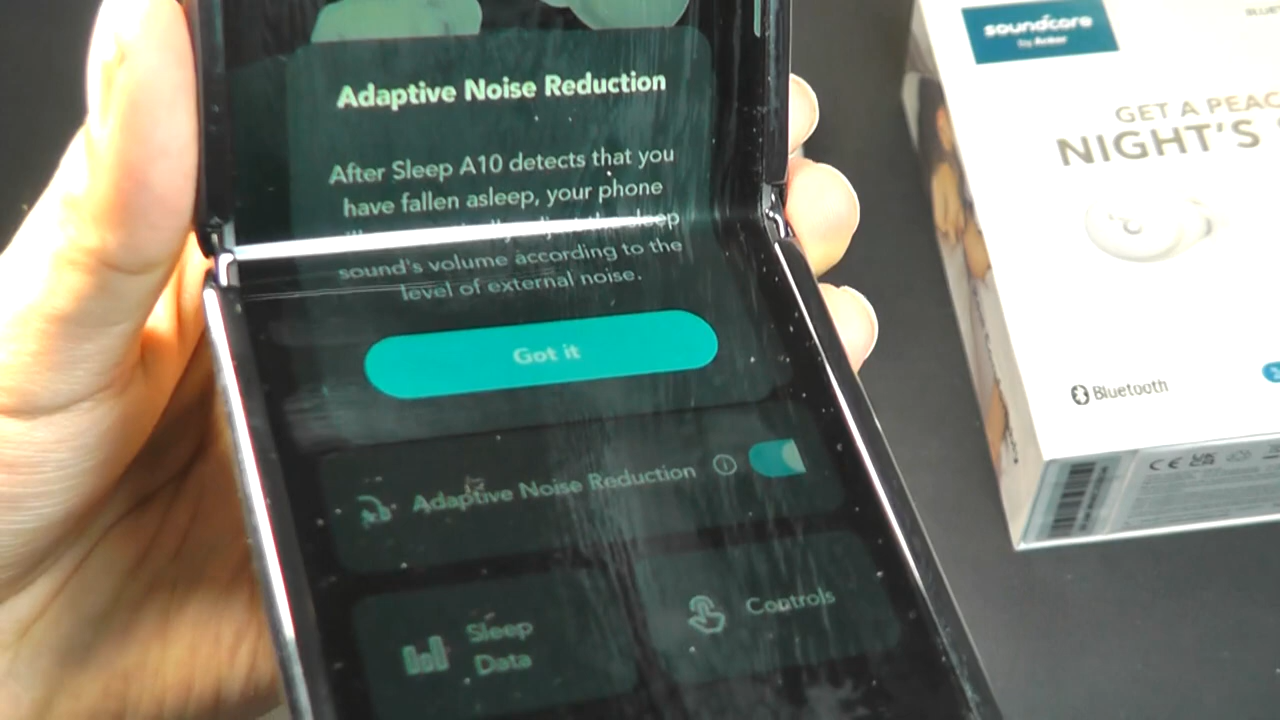 Adaptive Noise Reduction
After Sleep A10 detects that you
have fallen asleep, your phone
sleep
sound's volume according to the
level of external noise.
Got it
Adaptive Noise Reduction
Sleep
Data
Controls
soundcore
by Anker
GET A PEAC
NIGHT'S
Bluetooth
CE